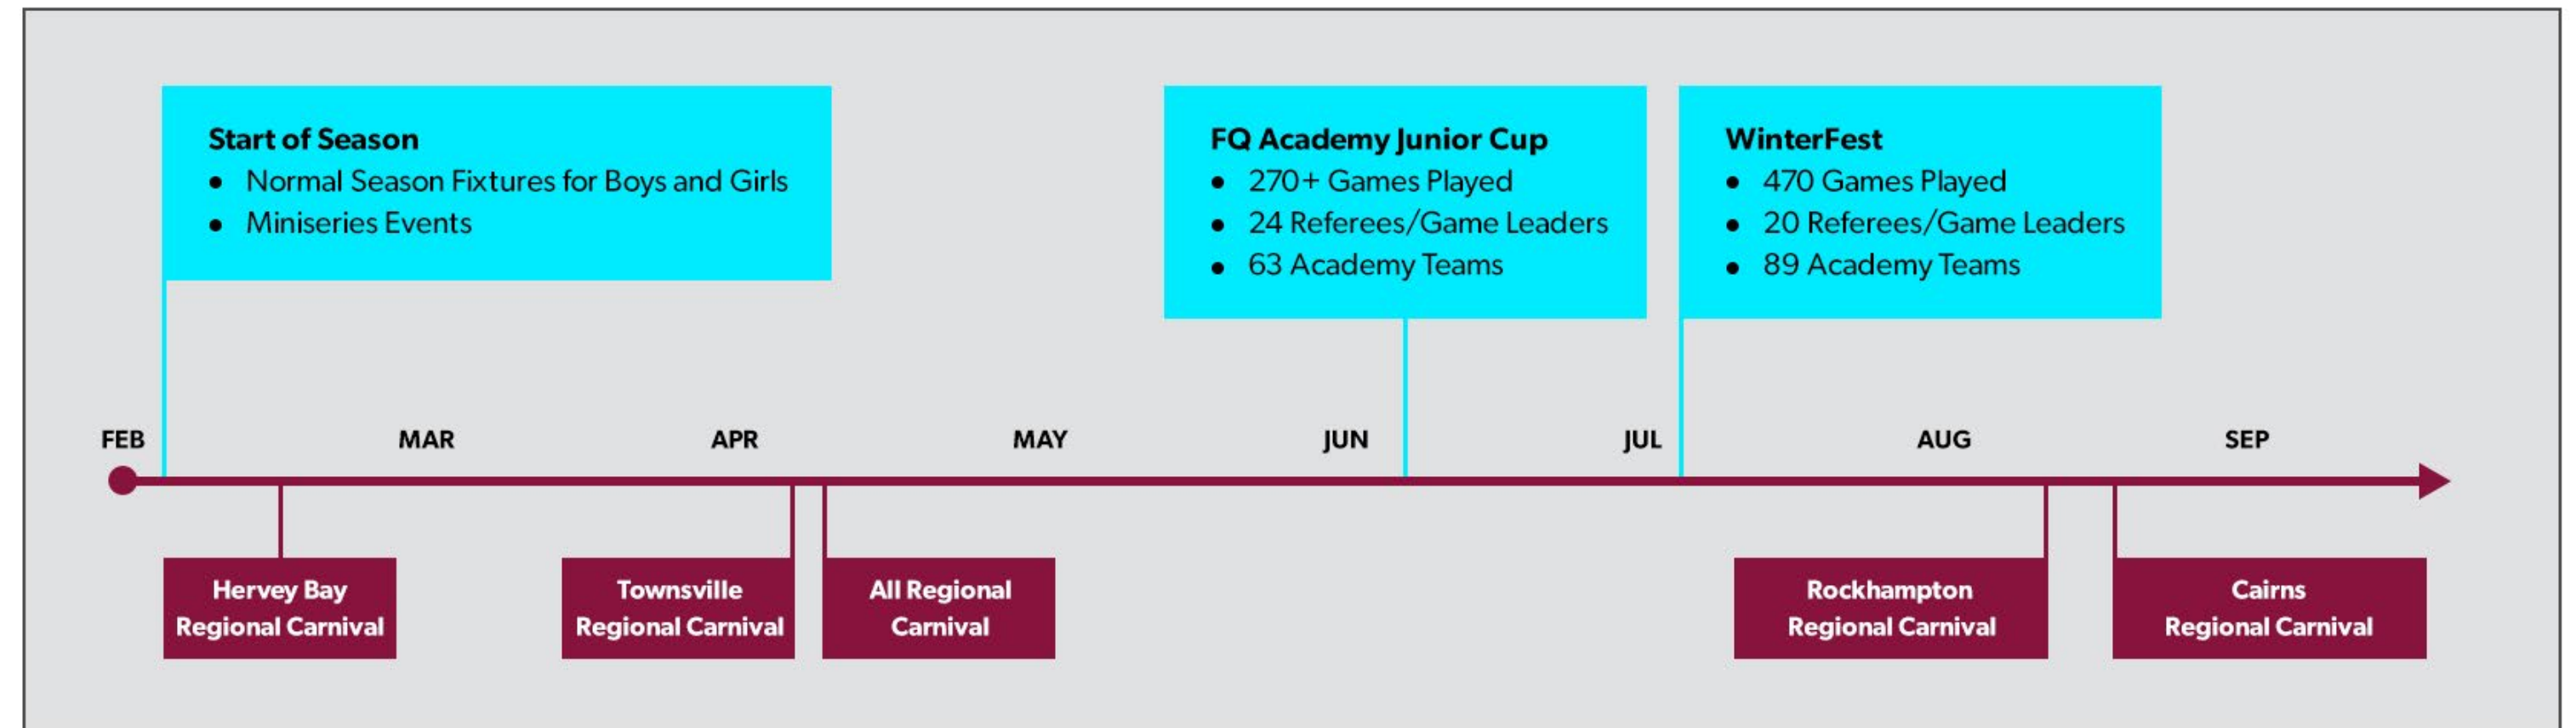 Start of Season
● Normal Season Fixtures for Boys and Girls
● Miniseries Events
FQ Academy Junior Cup
● 270+ Games Played
● 24 Referees/Game Leaders
● 63 Academy Teams
WinterFest
● 470 Games Played
● 20 Referees/Game Leaders
● 89 Academy Teams
FEB MAR APR MAY JUN JUL AUG SEP
Hervey Bay
Regional Carnival
Townsville
Regional Carnival
All Regional
Carnival
Rockhampton
Regional Carnival
Cairns
Regional Carnival